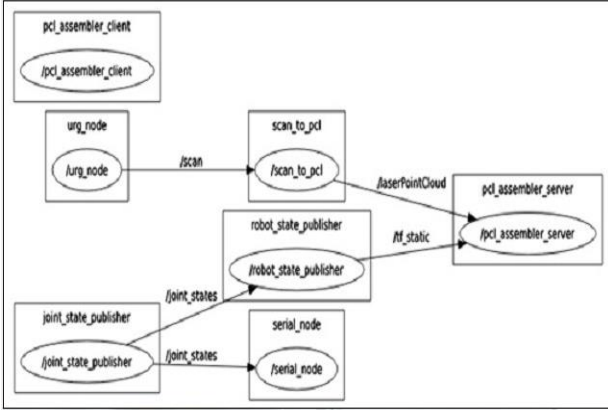 pcl_assembler_client
/pcl_assembler_client
urg_node
/urg_node
/scan
scan_to_pcl
/scan_to_pcl
/laserPointCloud
pcl_assembler_server
/pcl_assembler_server
robot_state_publisher
/robot_state_publisher
/tf_static
/joint_states
joint_state_publisher
/joint_state_publisher
/joint_states
serial_node
/serial_node